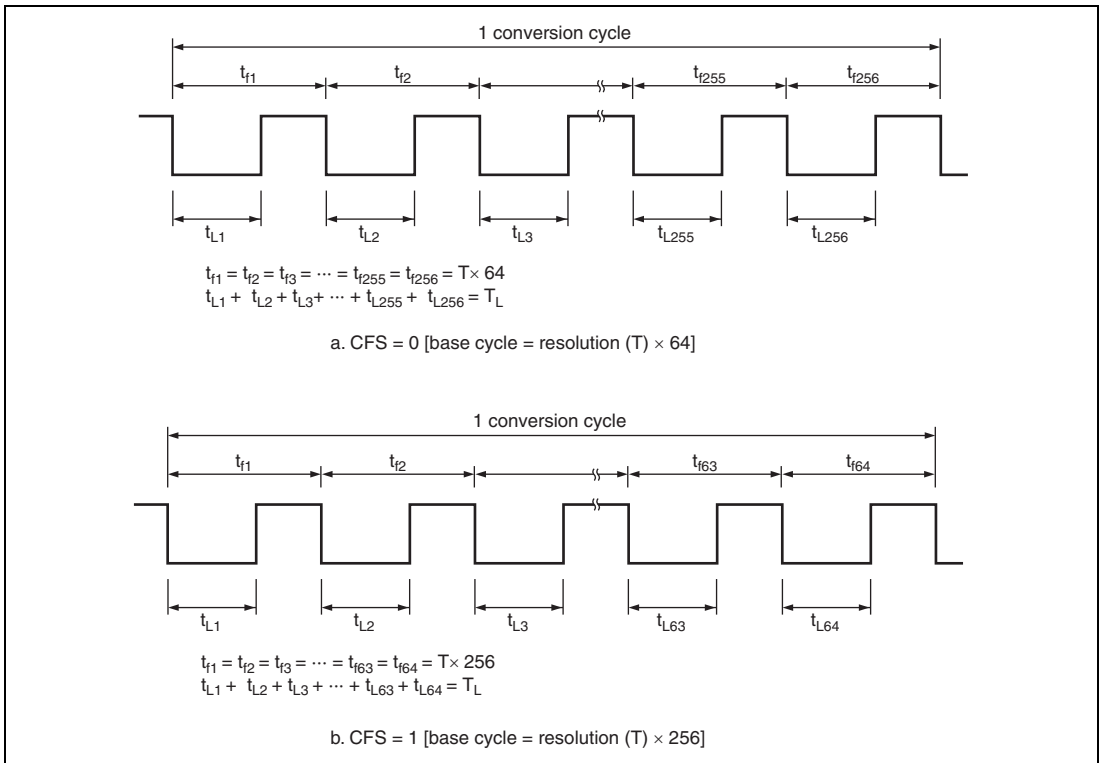 1 conversion cycle
tf1 tf2 tf255 tf256
tL1 tL2 tL3 tL255 tL256
tf1 = tf2 = tf3 = ··· = tf255 = tf256 = T× 64
tL1 + tL2 + tL3+ ··· + tL255+ tL256 = TL
a. CFS = 0 [base cycle = resolution (T) × 64]
1 conversion cycle
tf1 tf2 tf63 tf64
tL1 tL2 tL3 tL63 tL64
tf1 = tf2 = tf3 = ··· = tf63 = tf64 = T× 256
tL1 + tL2 + tL3 + ··· + tL63 + tL64 = TL
b. CFS = 1 [base cycle = resolution (T) × 256]